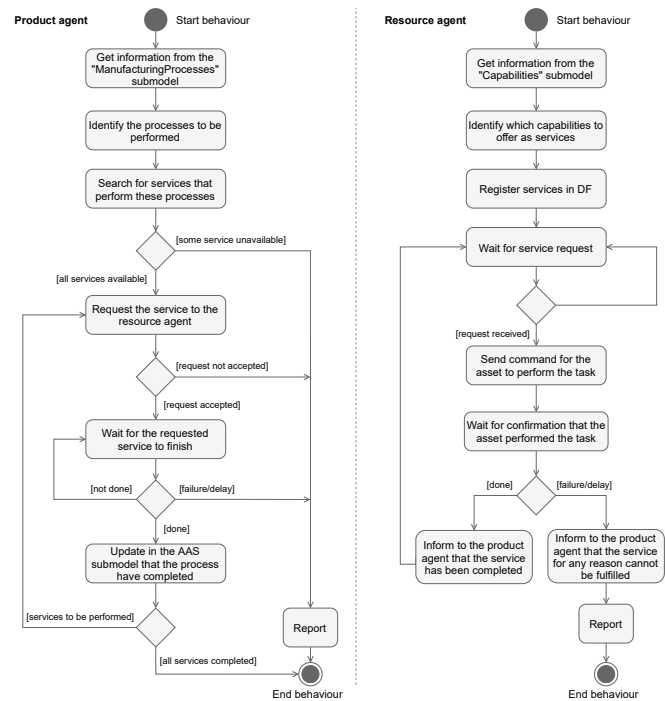 Product agent
Start behaviour
Get information from the
"ManufacturingProcesses"
submodel
Identify the processes to be
performed
Search for services that
perform these processes
[some service unavailable]
[all services available]
Request the service to the
resource agent
[request not accepted]
[request accepted]
Wait for the requested
service to finish
[not done]
[failure/delay]
[done]
Update in the AAS
submodel that the process
have completed
[services to be performed]
Report
[all services completed]
End behaviour
Resource agent
Start behaviour
Get information from the
"Capabilities" submodel
Identify which capabilities to
offer as services
Register services in DF
Wait for service request
[request received]
Send command for the
asset to perform the task
Wait for confirmation that the
asset performed the task
[done]
[failure/delay]
Inform to the product
agent that the service
has been completed
Inform to the product
agent that the service
for any reason cannot
be fulfilled
Report
End behaviour